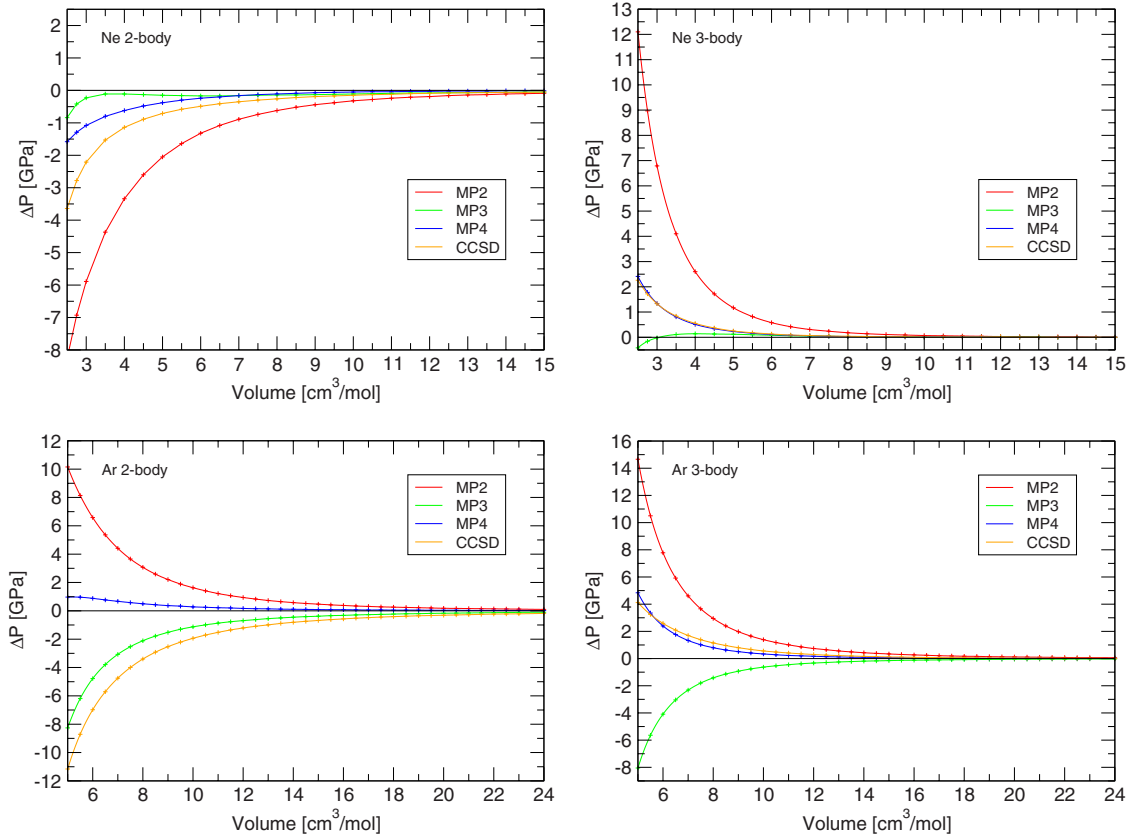 Ne 2-body
2
1
0
-1
-2
-3
-4
-5
-6
-7
-8
ΔP [GPa]
MP2
MP3
MP4
CCSD
3 4 5 6 7 8 9 10 11 12 13 14 15
Volume [cm³/mol]
Ne 3-body
13
12
11
10
9
8
7
6
5
4
3
2
1
0
ΔP [GPa]
MP2
MP3
MP4
CCSD
3 4 5 6 7 8 9 10 11 12 13 14 15
Volume [cm³/mol]
Ar 2-body
12
10
8
6
4
2
0
-2
-4
-6
-8
-10
-12
ΔP [GPa]
MP2
MP3
MP4
CCSD
6 8 10 12 14 16 18 20 22 24
Volume [cm³/mol]
Ar 3-body
16
14
12
10
8
6
4
2
0
-2
-4
-6
-8
ΔP [GPa]
MP2
MP3
MP4
CCSD
6 8 10 12 14 16 18 20 22 24
Volume [cm³/mol]